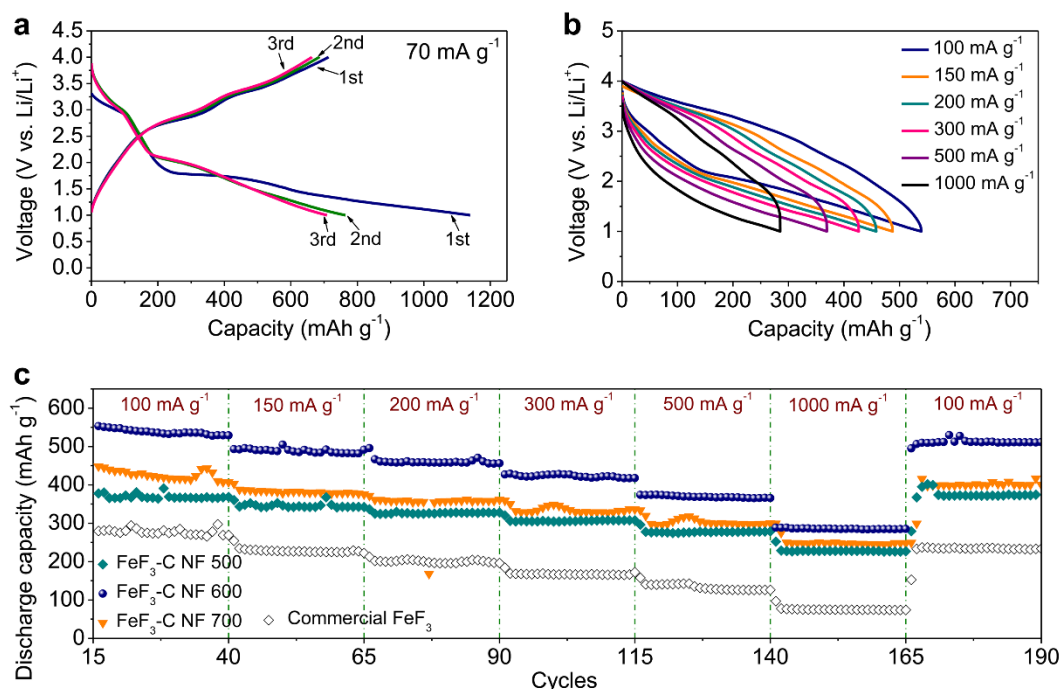 a
70 mA g⁻¹
3rd
2nd
1st
3rd
2nd
1st
4.5
4.0
3.5
3.0
2.5
2.0
1.5
1.0
0.5
0.0
Voltage (V vs. Li/Li⁺)
0 200 400 600 800 1000 1200
Capacity (mAh g⁻¹)
b
100 mA g⁻¹
150 mA g⁻¹
200 mA g⁻¹
300 mA g⁻¹
500 mA g⁻¹
1000 mA g⁻¹
5
4
3
2
1
0
Voltage (V vs. Li/Li⁺)
0 100 200 300 400 500 600 700
Capacity (mAh g⁻¹)
c
100 mA g⁻¹ 150 mA g⁻¹ 200 mA g⁻¹ 300 mA g⁻¹ 500 mA g⁻¹ 1000 mA g⁻¹ 100 mA g⁻¹
600
500
400
300
200
100
0
Discharge capacity (mAh g⁻¹)
FeF₃-C NF 500
FeF₃-C NF 600
FeF₃-C NF 700
Commercial FeF₃
15 40 65 90 115 140 165 190
Cycles